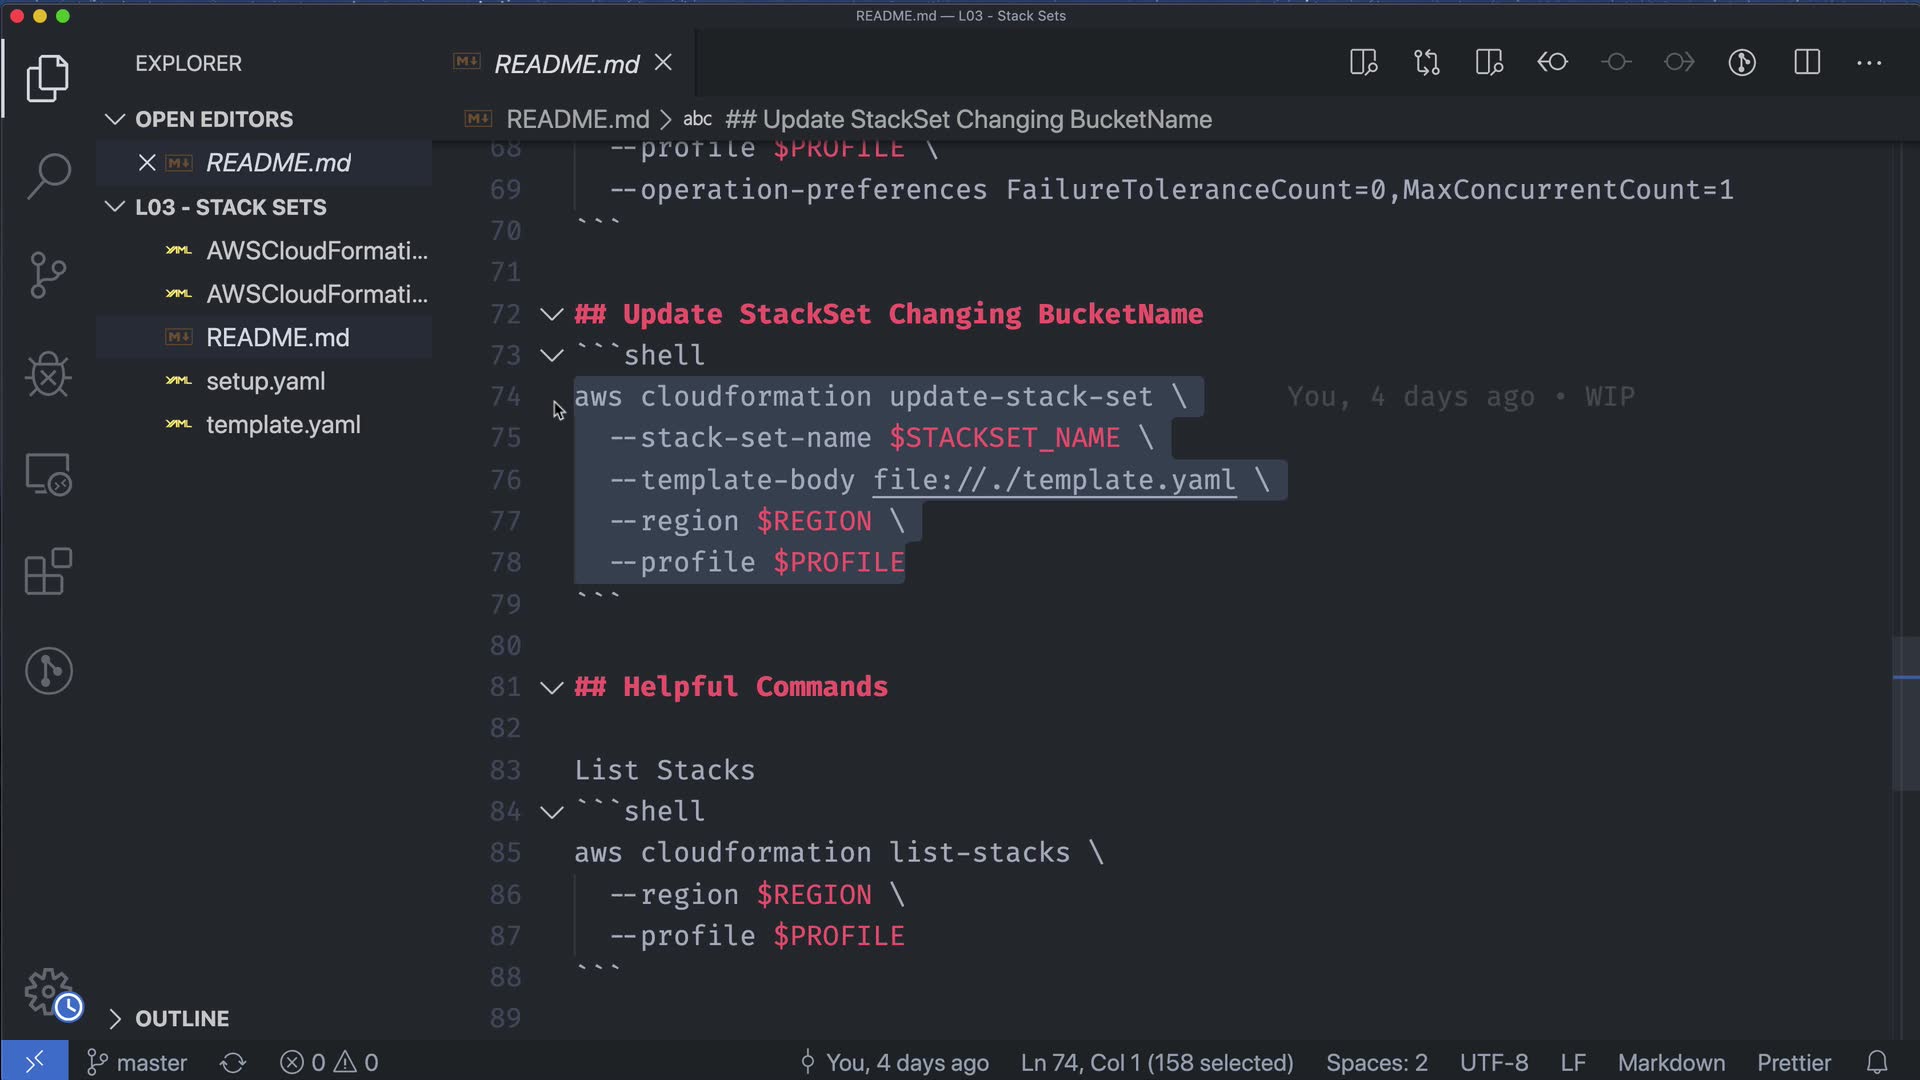 README.md — L03 - Stack Sets
EXPLORER
README.md
OPEN EDITORS
README.md > abc ## Update StackSet Changing BucketName
README.md
L03 - STACK SETS
AWSCloudFormati...
AWSCloudFormati...
README.md
setup.yaml
template.yaml
68 --profile $PROFILE \
69 --operation-preferences FailureToleranceCount=0,MaxConcurrentCount=1
70 ```
71
72 ## Update StackSet Changing BucketName
73 ```shell
74 aws cloudformation update-stack-set \ You, 4 days ago • WIP
75 --stack-set-name $STACKSET_NAME \
76 --template-body file://./template.yaml \
77 --region $REGION \
78 --profile $PROFILE
79 ```
80
81 ## Helpful Commands
82
83 List Stacks
84 ```shell
85 aws cloudformation list-stacks \
86 --region $REGION \
87 --profile $PROFILE
88 ```
89
OUTLINE
master 0 0 You, 4 days ago Ln 74, Col 1 (158 selected) Spaces: 2 UTF-8 LF Markdown Prettier